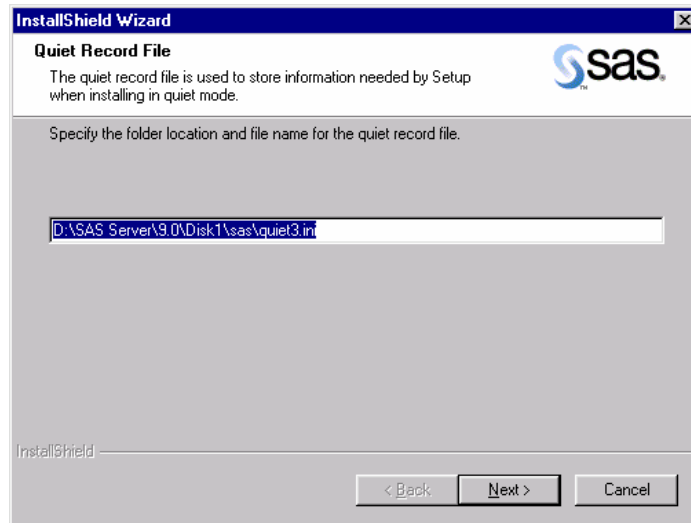 InstallShield Wizard
Quiet Record File
The quiet record file is used to store information needed by Setup
when installing in quiet mode.
sas.
TM
Specify the folder location and file name for the quiet record file.
D:\SAS Server\9.0\Disk1\sas\quiet3.ini
InstallShield
< Back
Next >
Cancel